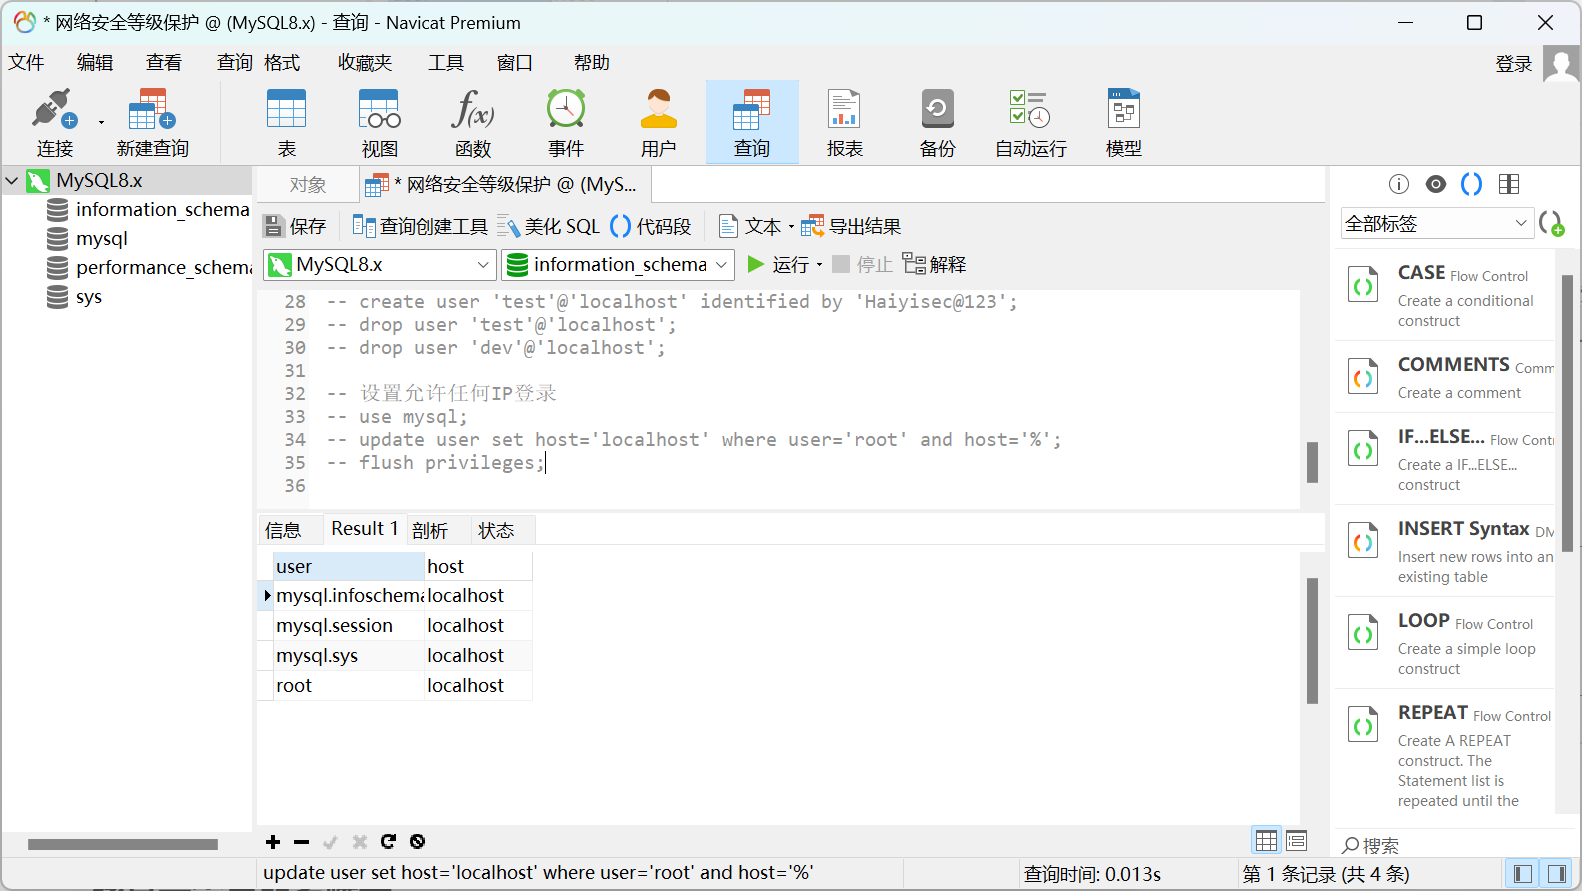 * 网络安全等级保护 @ (MySQL8.x) - 查询 - Navicat Premium
文件 编辑 查看 查询 格式 收藏夹 工具 窗口 帮助 登录
连接 新建查询 表 视图 函数 事件 用户 查询 报表 备份 自动运行 模型
MySQL8.x
information_schema
mysql
performance_schema
sys
对象 * 网络安全等级保护 @ (MyS...
保存 查询创建工具 美化 SQL 代码段 文本 导出结果
MySQL8.x information_schema 运行 停止 解释
28 -- create user 'test'@'localhost' identified by 'Haiyisec@123';
29 -- drop user 'test'@'localhost';
30 -- drop user 'dev'@'localhost';
31
32 -- 设置允许任何IP登录
33 -- use mysql;
34 -- update user set host='localhost' where user='root' and host='%';
35 -- flush privileges;
36
信息 Result 1 剖析 状态
user host
mysql.infoschema localhost
mysql.session localhost
mysql.sys localhost
root localhost
全部标签
CASE Flow Control
Create a conditional
construct
COMMENTS Comm
Create a comment
IF...ELSE... Flow Cont
Create a IF...ELSE...
construct
INSERT Syntax DM
Insert new rows into an
existing table
LOOP Flow Control
Create a simple loop
construct
REPEAT Flow Control
Create A REPEAT
construct. The
Statement list is
repeated until the
搜索
update user set host='localhost' where user='root' and host='%' 查询时间: 0.013s 第 1 条记录 (共 4 条)